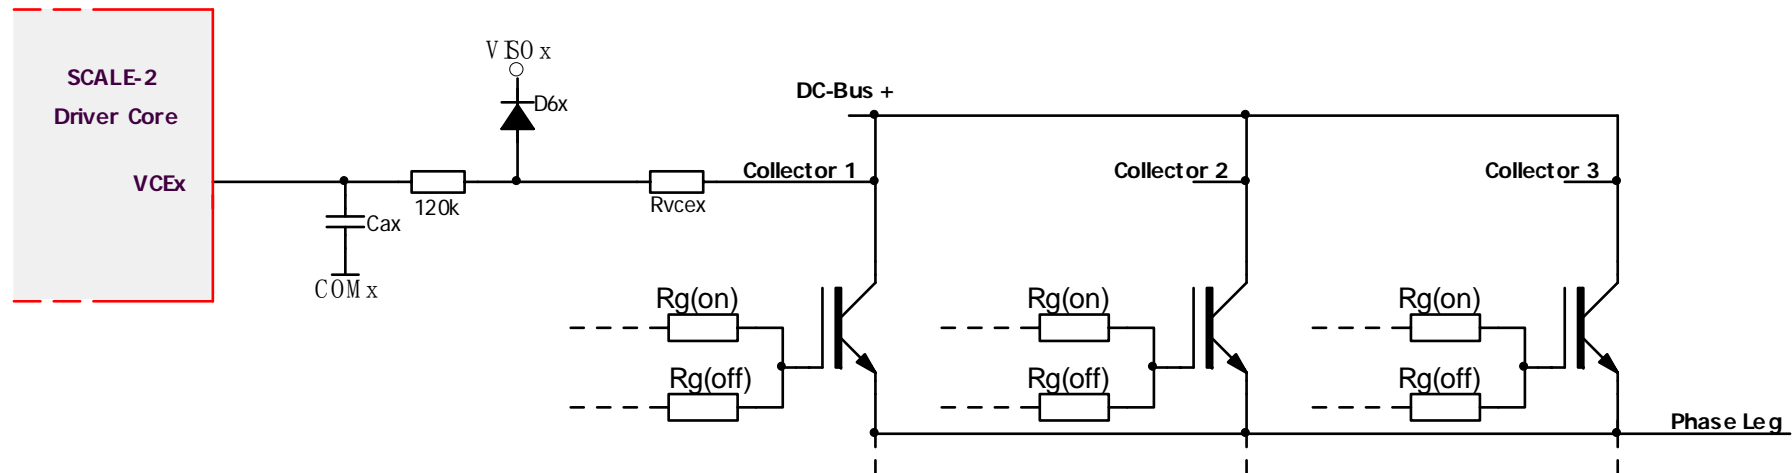 SCALE-2
Driver Core
VCEx
VISOx
D6x
120k
Cax
COMx
Rvcex
DC-Bus +
Collector 1
Collector 2
Collector 3
Rg(on)
Rg(off)
Rg(on)
Rg(off)
Rg(on)
Rg(off)
Phase Leg